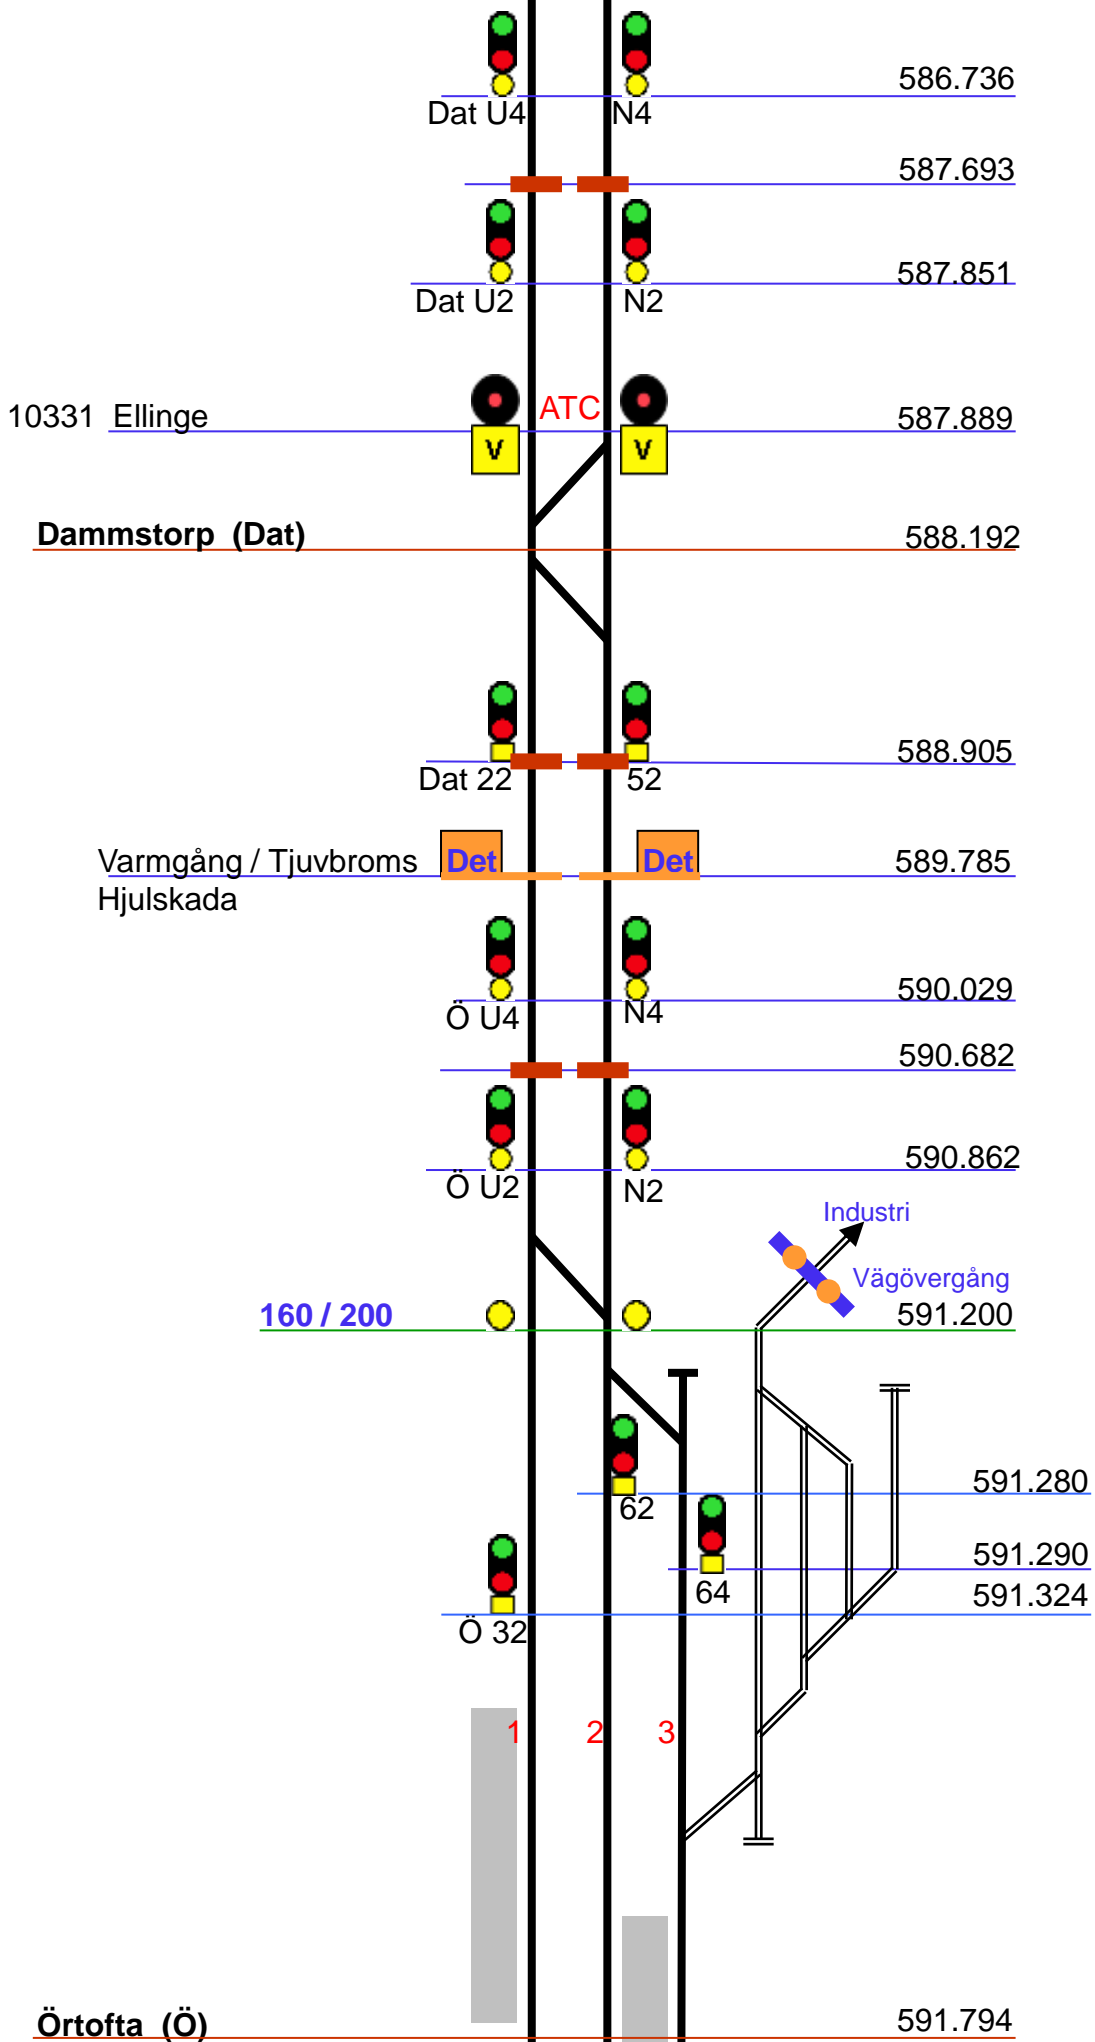 586.736
Dat U4 N4
587.693
587.851
Dat U2 N2
10331 Ellinge ATC 587.889
V V
Dammstorp (Dat) 588.192
588.905
Dat 22 52
Varmgång / Tjuvbroms Det Det 589.785
Hjulskada
590.029
Ö U4 N4
590.682
590.862
Ö U2 N2
Industri
Vägövergång
160 / 200 591.200
591.280
62
591.290
64
591.324
Ö 32
1 2 3
Örtofta (Ö) 591.794